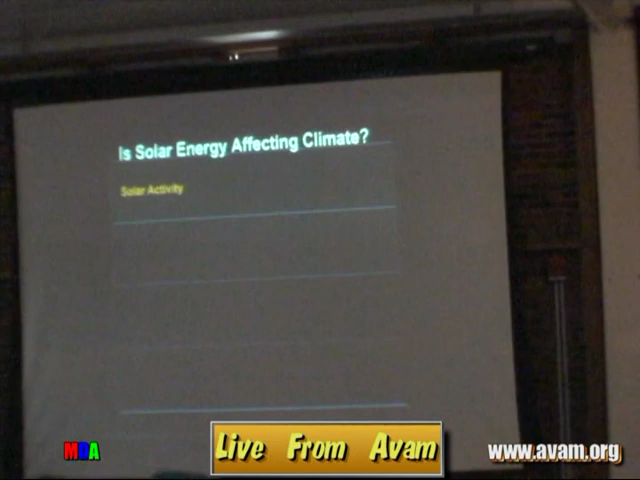 Is Solar Energy Affecting Climate?
Solar Activity
MDA
Live From Avam
www.avam.org